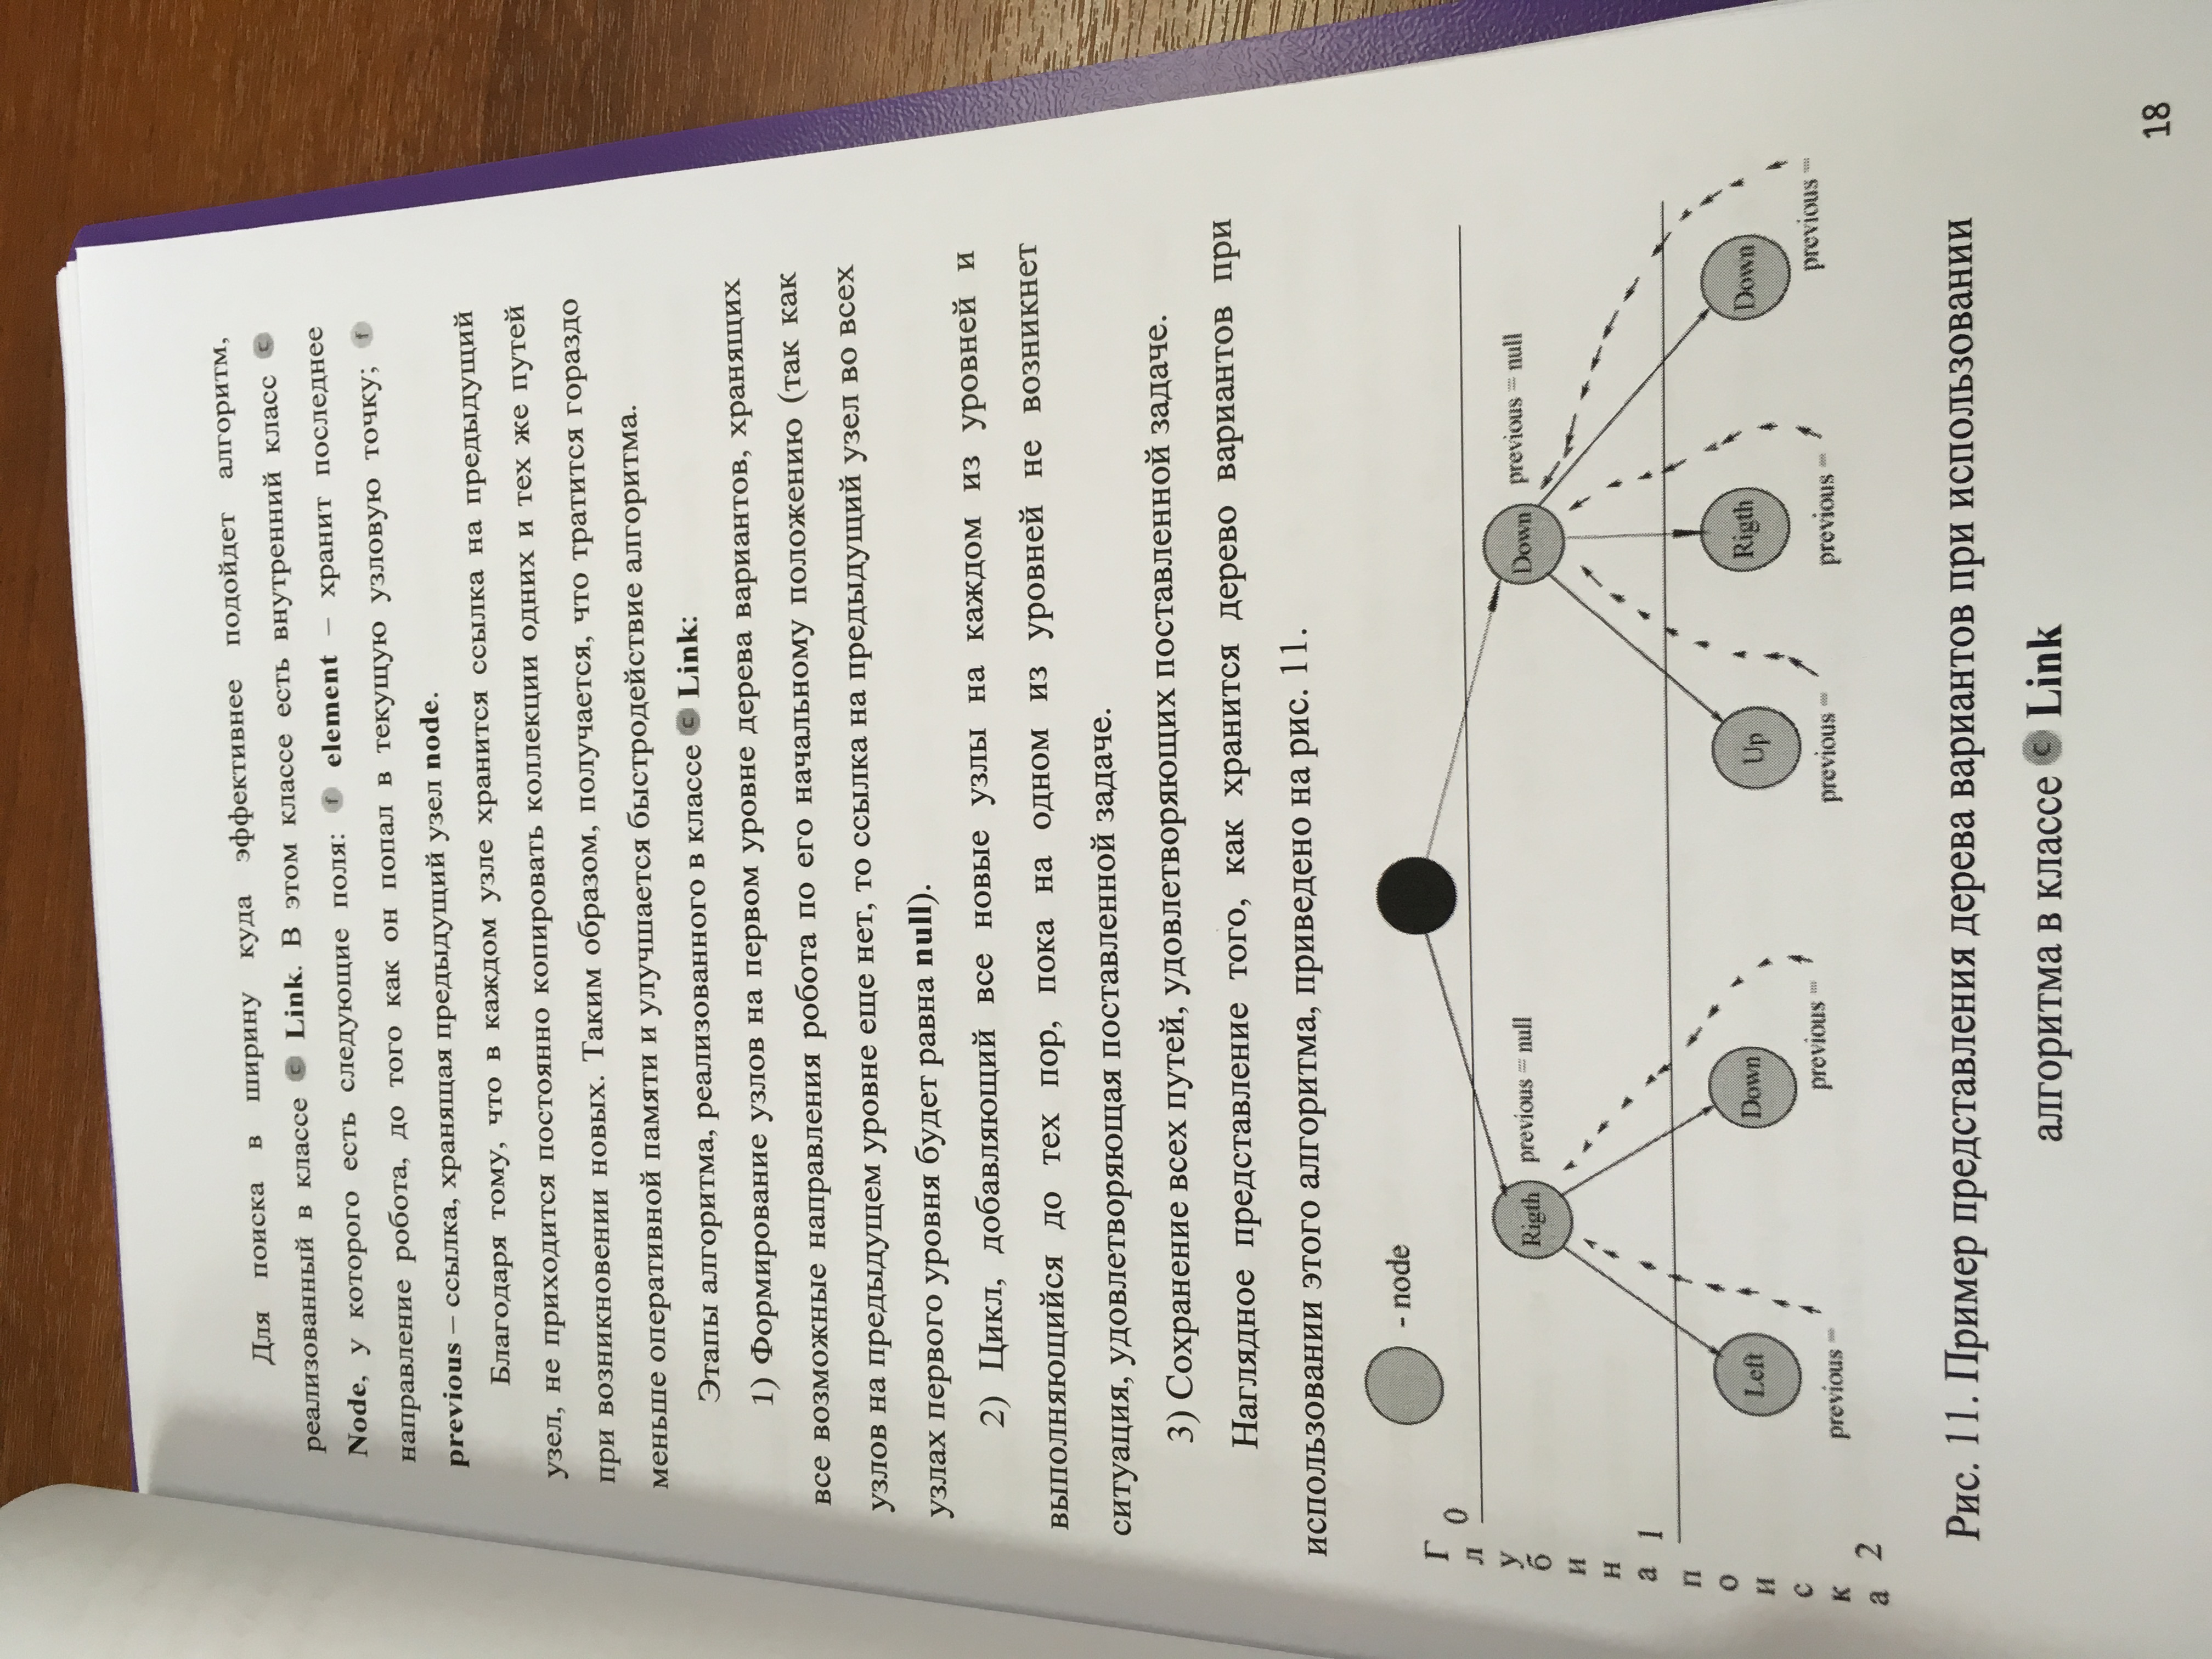 Для поиска в ширину куда эффективнее подойдет алгоритм,
реализованный в классе C Link. В этом классе есть внутренний класс C
Node, у которого есть следующие поля: f element – хранит последнее
направление робота, до того как он попал в текущую узловую точку; f
previous – ссылка, хранящая предыдущий узел node.
Благодаря тому, что в каждом узле хранится ссылка на предыдущий
узел, не приходится постоянно копировать коллекции одних и тех же путей
при возникновении новых. Таким образом, получается, что тратится гораздо
меньше оперативной памяти и улучшается быстродействие алгоритма.
Этапы алгоритма, реализованного в классе C Link:
1) Формирование узлов на первом уровне дерева вариантов, хранящих
все возможные направления робота по его начальному положению (так как
узлов на предыдущем уровне еще нет, то ссылка на предыдущий узел во всех
узлах первого уровня будет равна null).
2) Цикл, добавляющий все новые узлы на каждом из уровней и
выполняющийся до тех пор, пока на одном из уровней не возникнет
ситуация, удовлетворяющая поставленной задаче.
3) Сохранение всех путей, удовлетворяющих поставленной задаче.
Наглядное представление того, как хранится дерево вариантов при
использовании этого алгоритма, приведено на рис. 11.
- node
Глубина поиска
0
Rigth previous = null
Down previous = null
1
Left
Down
Up
Rigth
Down
previous =
previous =
previous =
previous =
previous =
2
Рис. 11. Пример представления дерева вариантов при использовании
алгоритма в классе C Link
18